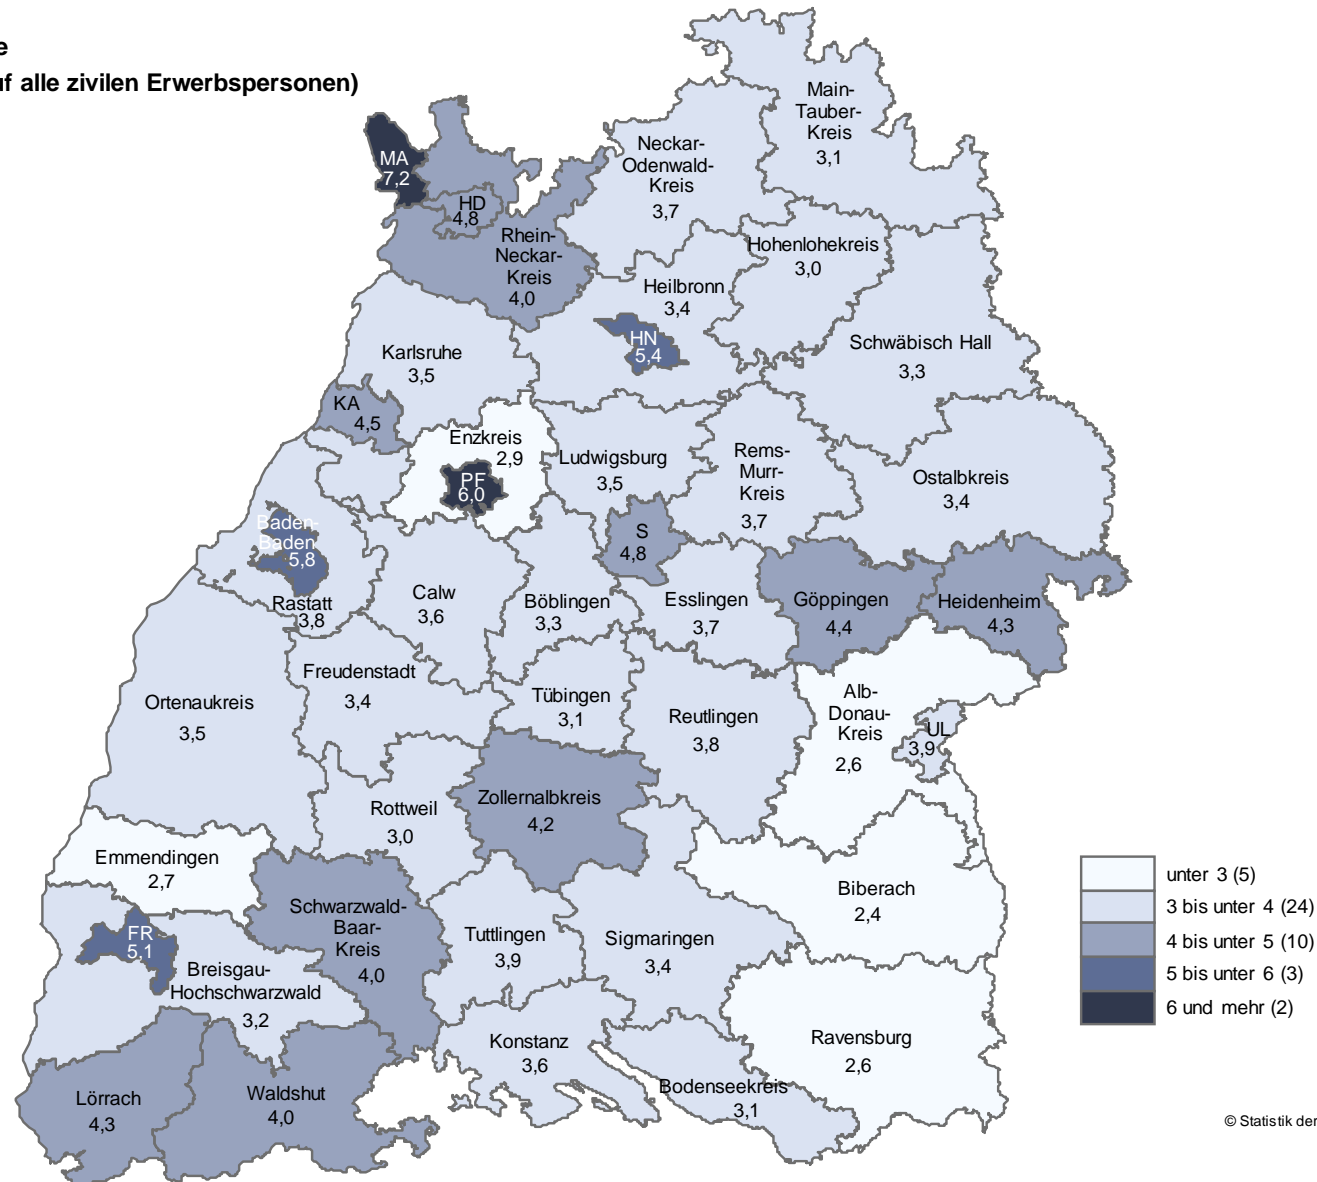 e
uf alle zivilen Erwerbspersonen)
Main-
Tauber-
Kreis
3,1
Neckar-
Odenwald-
Kreis
3,7
MA
7,2
HD
4,8
Rhein-
Neckar-
Kreis
4,0
Hohenlohekreis
3,0
Heilbronn
3,4
HN
5,4
Schwäbisch Hall
3,3
Karlsruhe
3,5
KA
4,5
Enzkreis
2,9
PF
6,0
Ludwigsburg
3,5
Rems-
Murr-
Kreis
3,7
Ostalbkreis
3,4
Baden-
Baden
5,8
Rastatt
3,8
S
4,8
Calw
3,6
Böblingen
3,3
Esslingen
3,7
Göppingen
4,4
Heidenheim
4,3
Freudenstadt
3,4
Ortenaukreis
3,5
Tübingen
3,1
Reutlingen
3,8
Alb-
Donau-
Kreis
2,6
UL
3,9
Rottweil
3,0
Zollernalbkreis
4,2
Emmendingen
2,7
Biberach
2,4
Schwarzwald-
Baar-
Kreis
4,0
FR
5,1
Tuttlingen
3,9
Sigmaringen
3,4
Breisgau-
Hochschwarzwald
3,2
Konstanz
3,6
Ravensburg
2,6
Bodenseekreis
3,1
Lörrach
4,3
Waldshut
4,0
unter 3 (5)
3 bis unter 4 (24)
4 bis unter 5 (10)
5 bis unter 6 (3)
6 und mehr (2)
© Statistik der